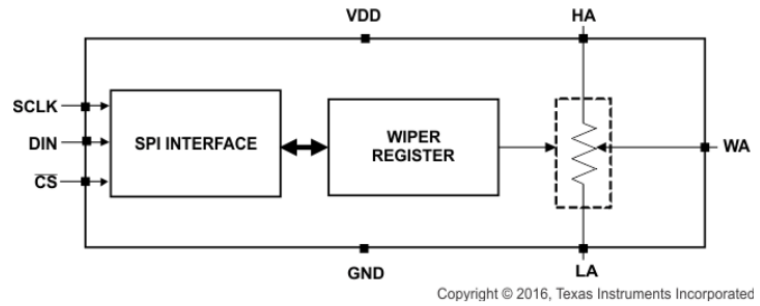 VDD
HA
SCLK
DIN
CS
SPI INTERFACE
WIPER
REGISTER
WA
GND
LA
Copyright © 2016, Texas Instruments Incorporated